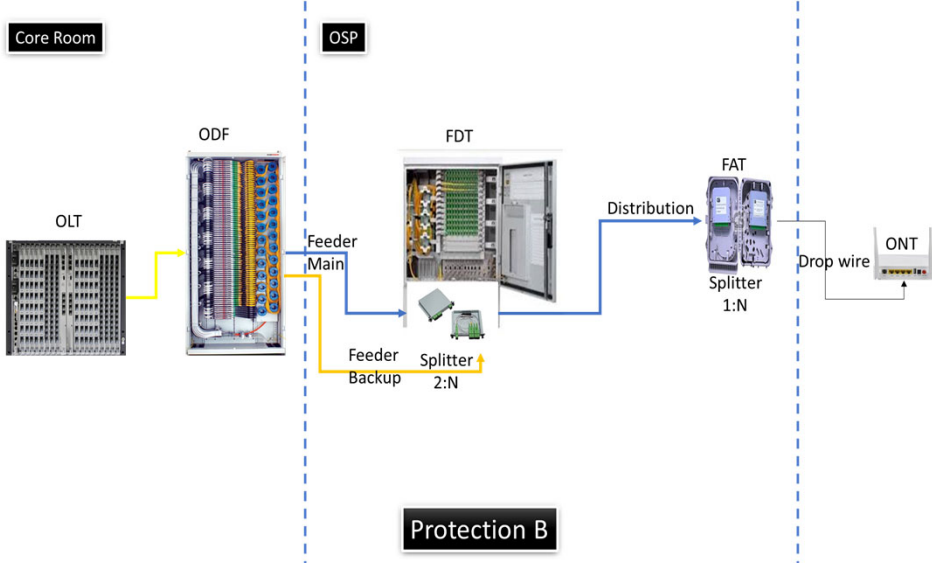 Core Room
OSP
ODF
FDT
FAT
OLT
ONT
Feeder
Main
Distribution
Drop wire
Splitter
1:N
Feeder
Backup
Splitter
2:N
Protection B